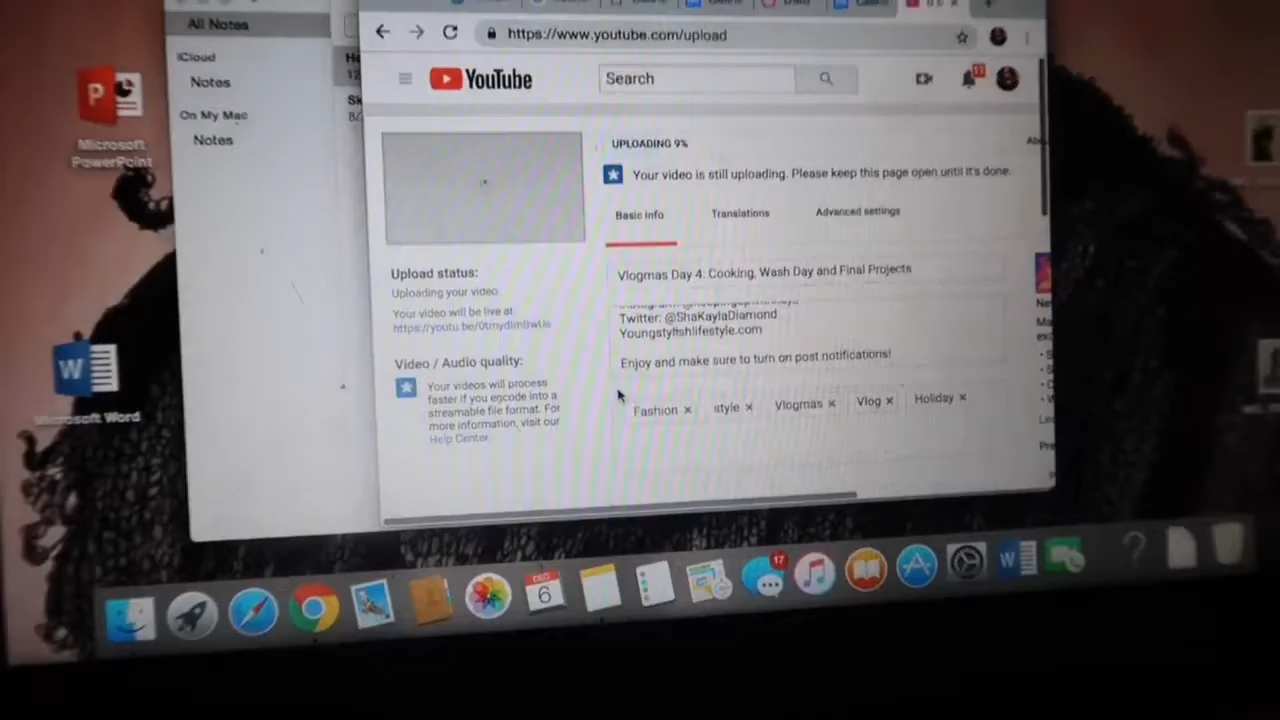 All Notes
iCloud
Notes
On My Mac
Notes
https://www.youtube.com/upload
YouTube
Search
11
UPLOADING 9%
Your video is still uploading. Please keep this page open until it's done.
Basic info
Translations
Advanced settings
Upload status:
Uploading your video.
Your video will be live at:
Vlogmas Day 4: Cooking, Wash Day and Final Projects
Twitter: @ShaKaylaDiamond
Youngstylishlifestyle.com
Enjoy and make sure to turn on post notifications!
Video / Audio quality:
Your videos will process
faster if you encode into a
streamable file format. For
more information, visit our
Help Center.
Fashion × style × Vlogmas × Vlog × Holiday ×
Microsoft
PowerPoint
Microsoft Word
DEC
6
17